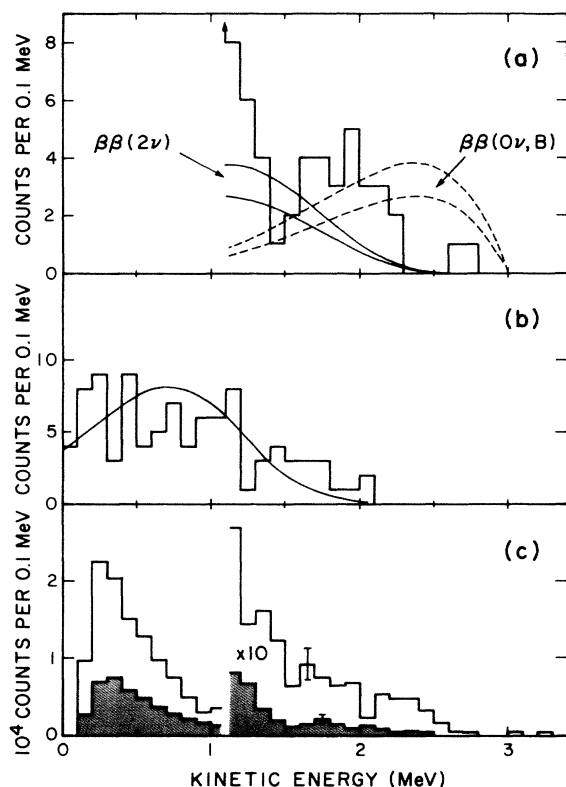 (a)
8
6
4
2
0
COUNTS PER 0.1 MeV
ββ(2ν)
ββ(0ν,B)
(b)
10
5
0
COUNTS PER 0.1 MeV
(c)
2
1
0
10⁴ COUNTS PER 0.1 MeV
x10
0
1
2
3
KINETIC ENERGY (MeV)